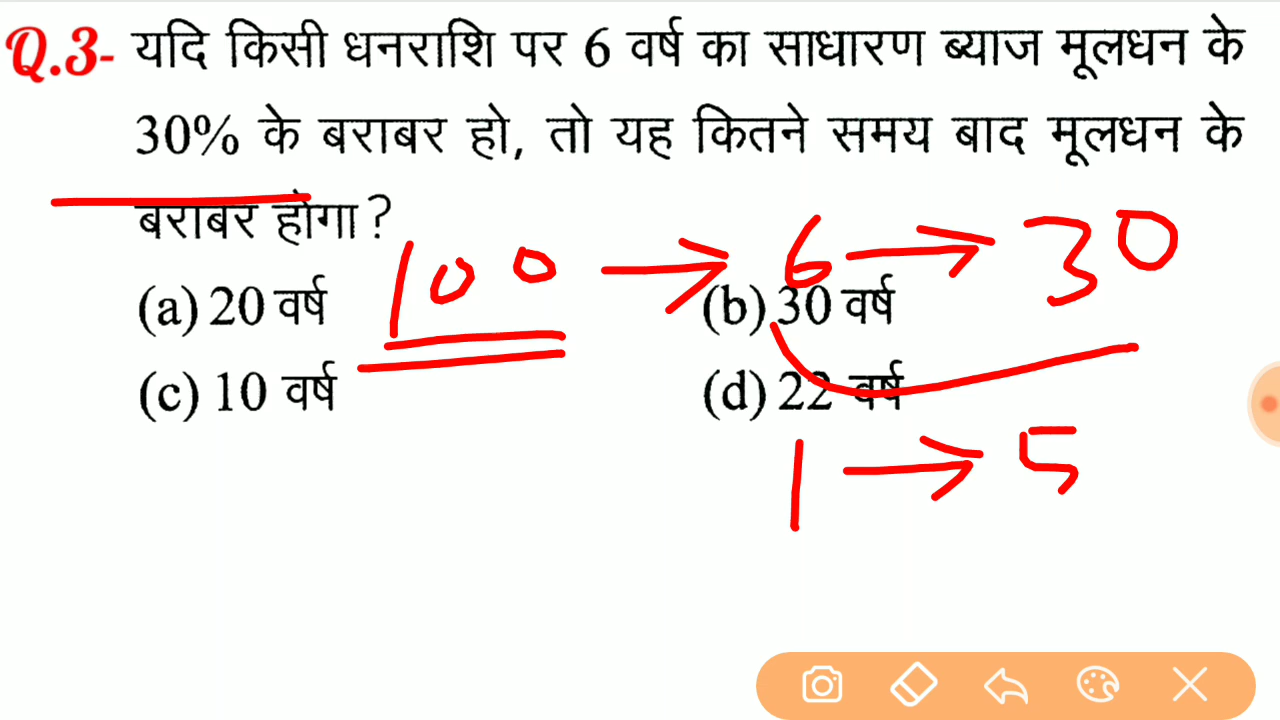 Q.3- यदि किसी धनराशि पर 6 वर्ष का साधारण ब्याज मूलधन के
30% के बराबर हो, तो यह कितने समय बाद मूलधन के
बराबर होगा?
100 → 6 → 30
(a) 20 वर्ष (b) 30 वर्ष
(c) 10 वर्ष (d) 22 वर्ष
1 → 5